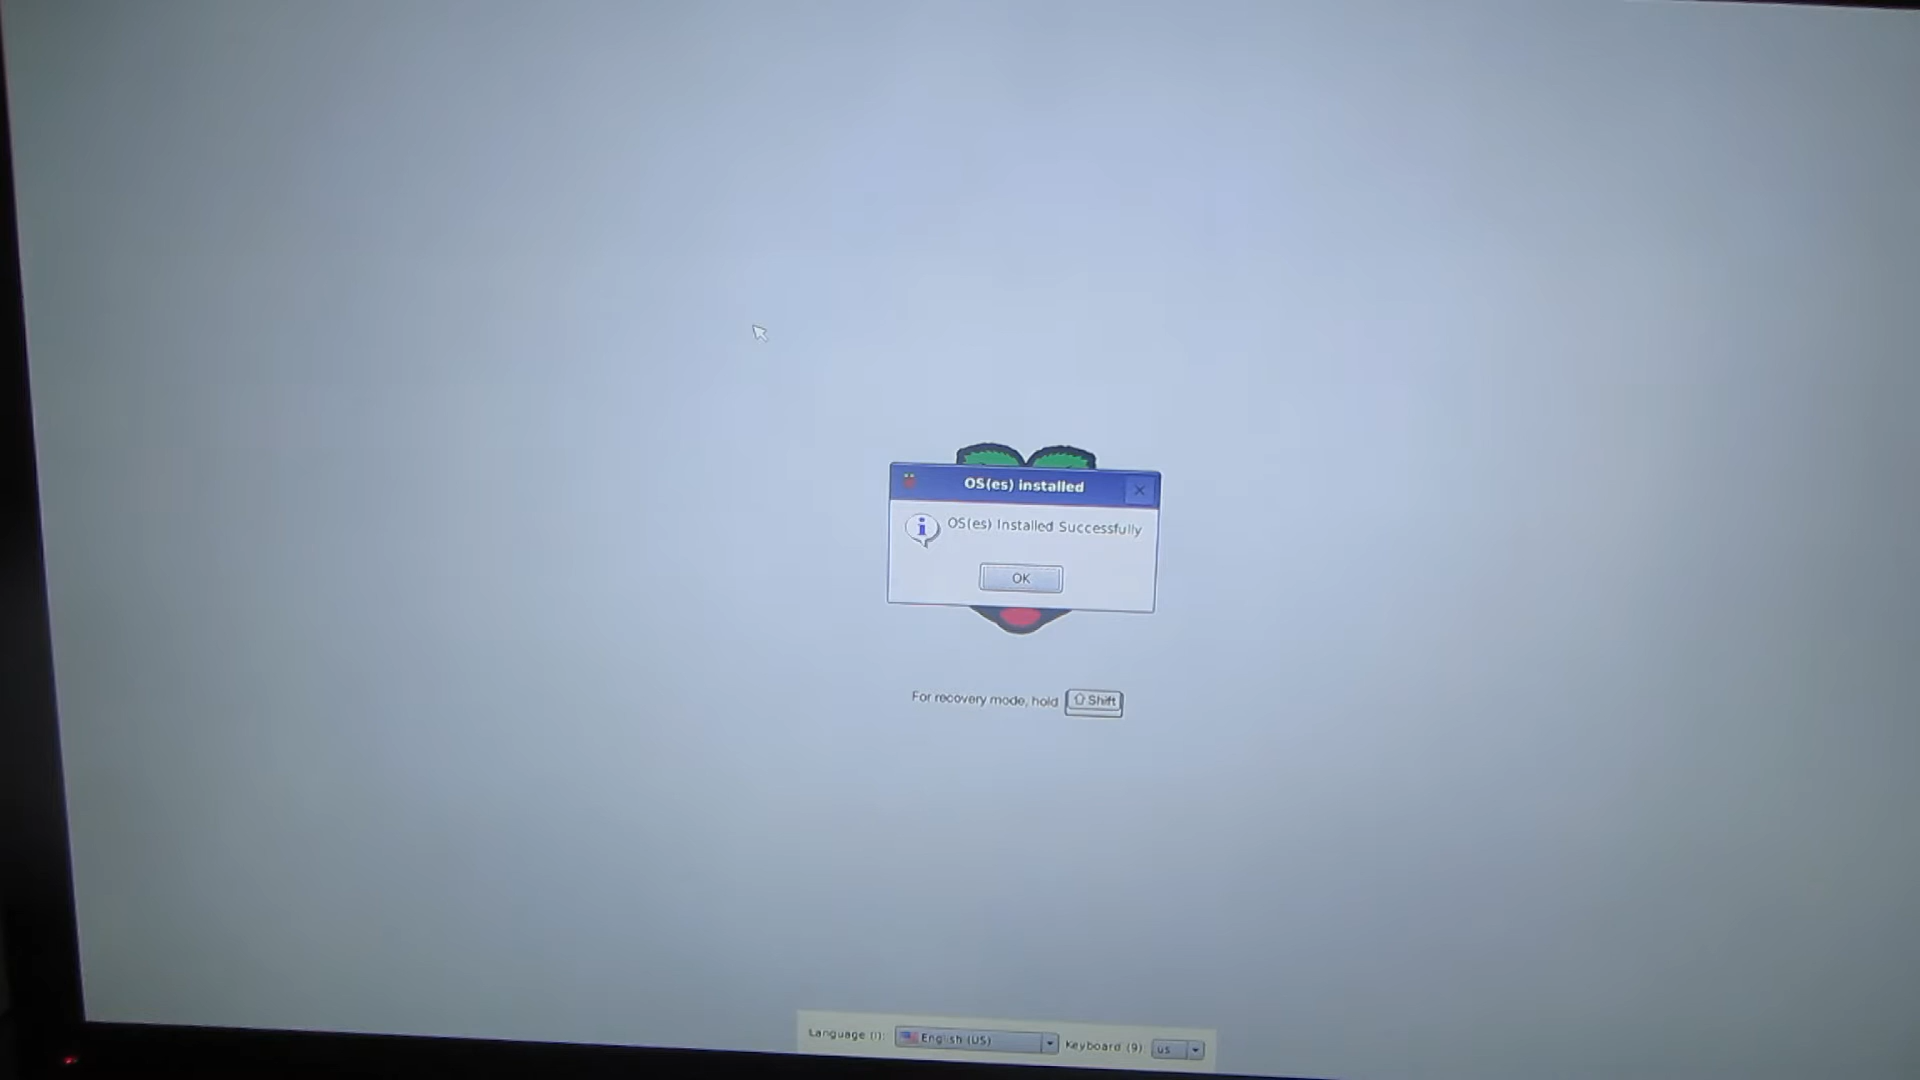 OS(es) installed
OS(es) Installed Successfully
OK
For recovery mode, hold Shift
Language (l): English (US) Keyboard (9): us